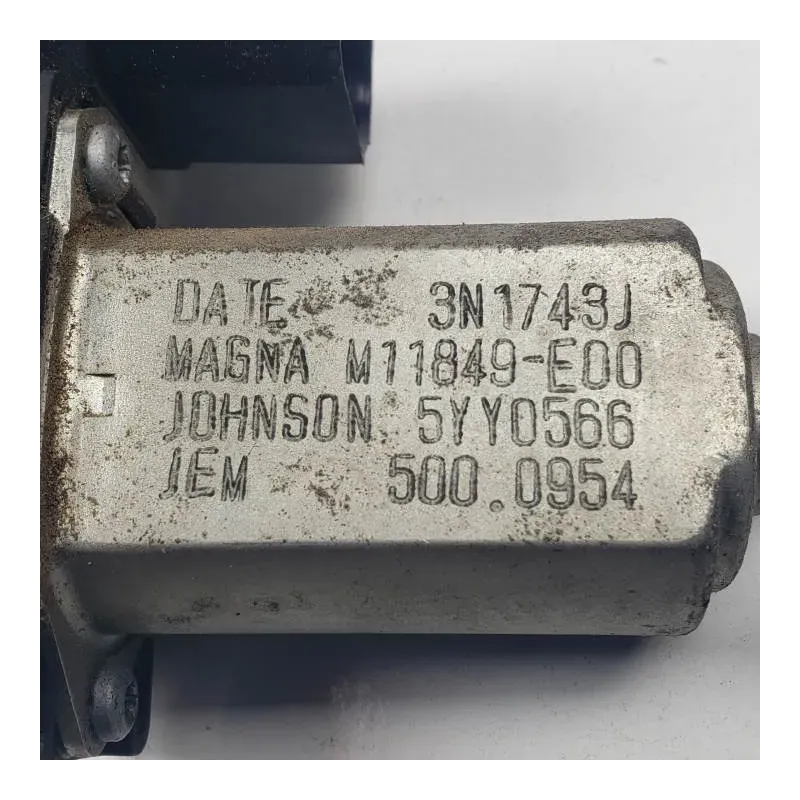 DATE 3N1743J
MAGNA M11849-E00
JOHNSON 5YY0566
JEM 500.0954